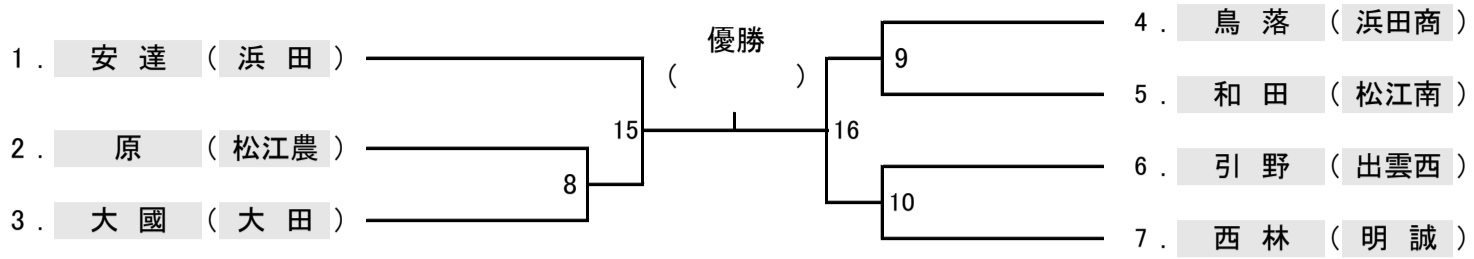 優勝
(　　　)
1. 安達 (浜田)
2. 原 (松江農)
3. 大國 (大田)
15
8
4. 鳥落 (浜田商)
5. 和田 (松江南)
6. 引野 (出雲西)
7. 西林 (明誠)
9
16
10